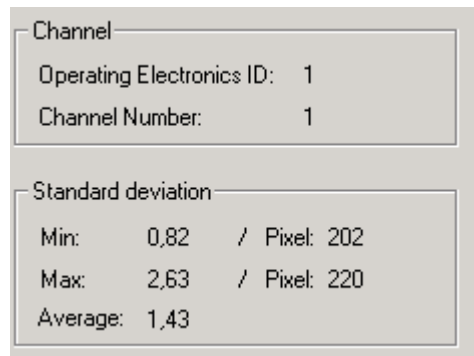 Channel
Operating Electronics ID: 1
Channel Number: 1
Standard deviation
Min: 0,82 / Pixel: 202
Max: 2,63 / Pixel: 220
Average: 1,43